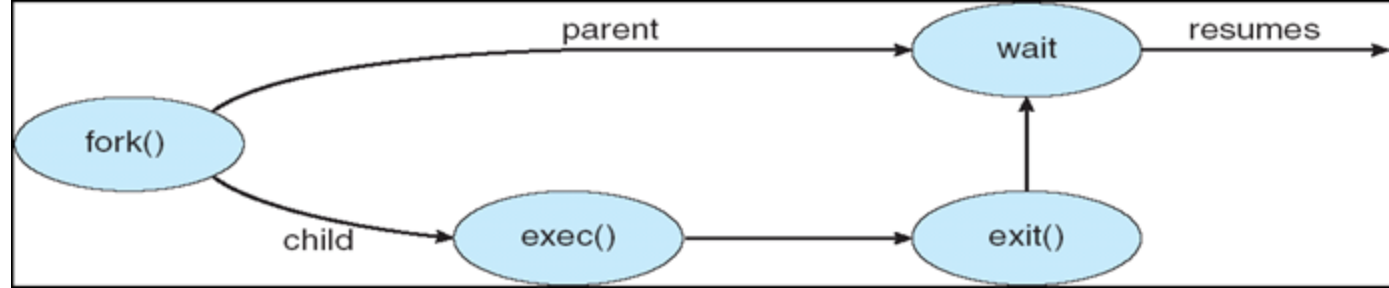 parent
wait
resumes
fork()
child
exec()
exit()